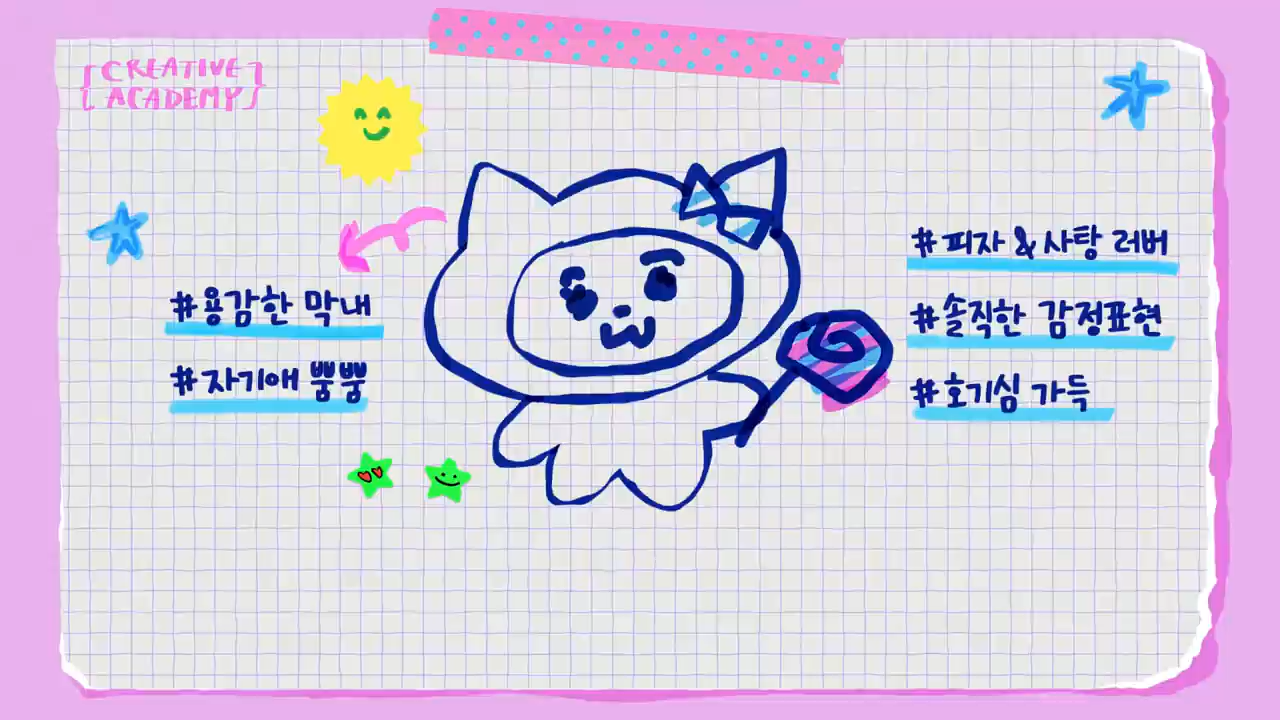 CREATIVE
ACADEMY
#용감한 막내
#자기애 뿜뿜
#피자 & 사탕 러버
#솔직한 감정표현
#호기심 가득